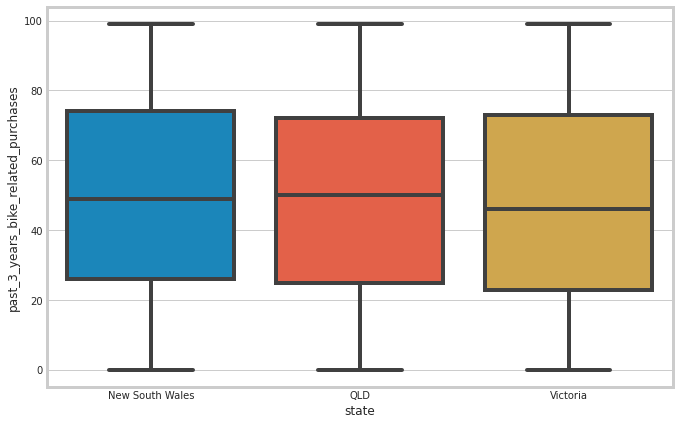 past_3_years_bike_related_purchases
100
80
60
40
20
0
New South Wales QLD Victoria
state